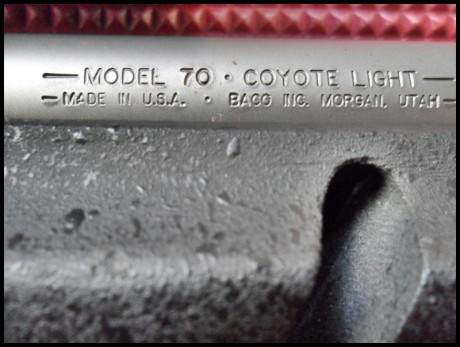 MODEL 70 · COYOTE LIGHT
MADE IN U.S.A. · BACO INC. MORGAN, UTAH